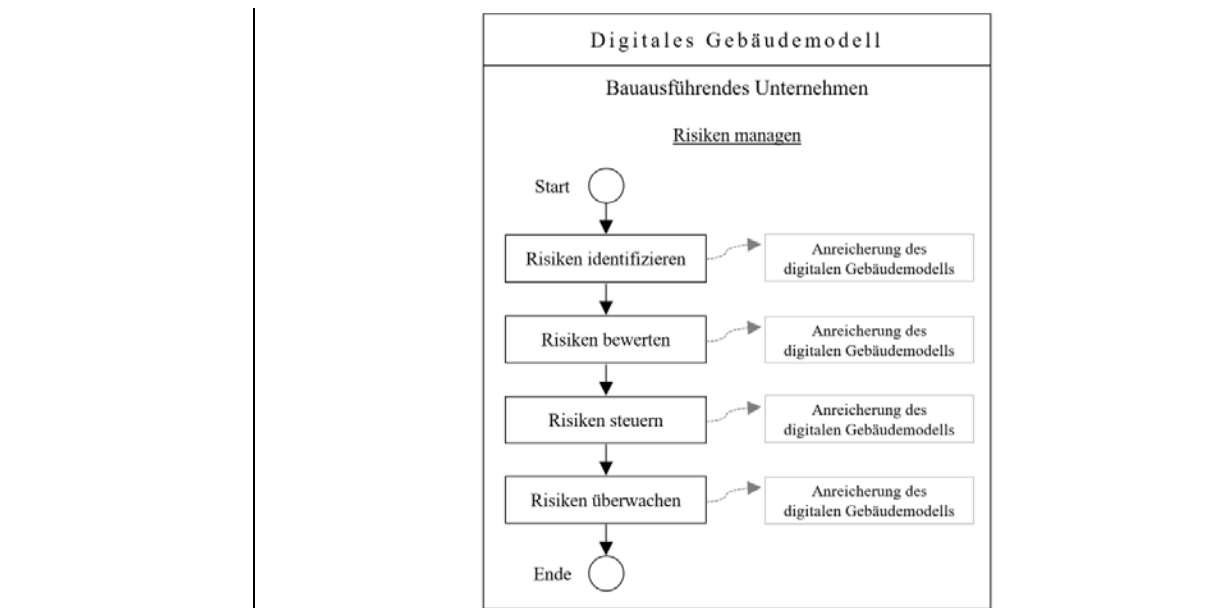 Digitales Gebäudemodell
Bauausführendes Unternehmen
Risiken managen
Start
Risiken identifizieren
Anreicherung des
digitalen Gebäudemodells
Risiken bewerten
Anreicherung des
digitalen Gebäudemodells
Risiken steuern
Anreicherung des
digitalen Gebäudemodells
Risiken überwachen
Anreicherung des
digitalen Gebäudemodells
Ende